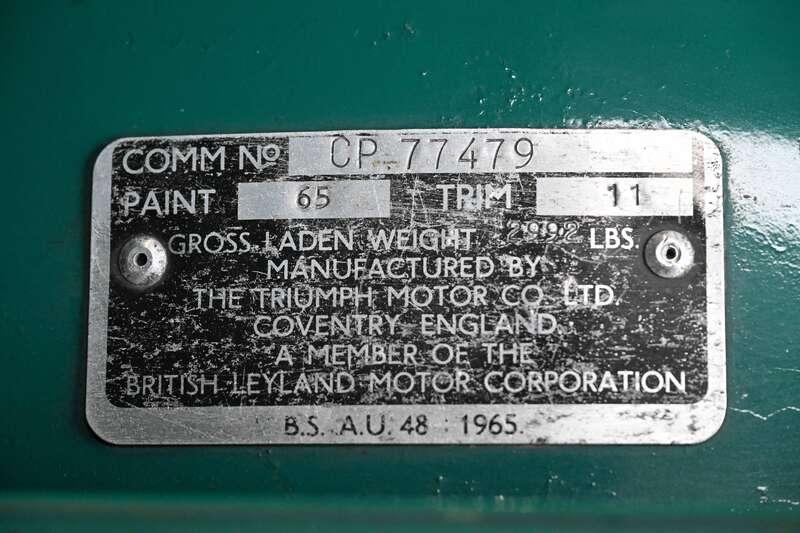 COMM Nº CP 77479
PAINT 65 TRIM 11
GROSS LADEN WEIGHT 2992 LBS.
MANUFACTURED BY
THE TRIUMPH MOTOR CO. LTD.
COVENTRY, ENGLAND.
A MEMBER OF THE
BRITISH LEYLAND MOTOR CORPORATION
B.S. A.U. 48 : 1965.